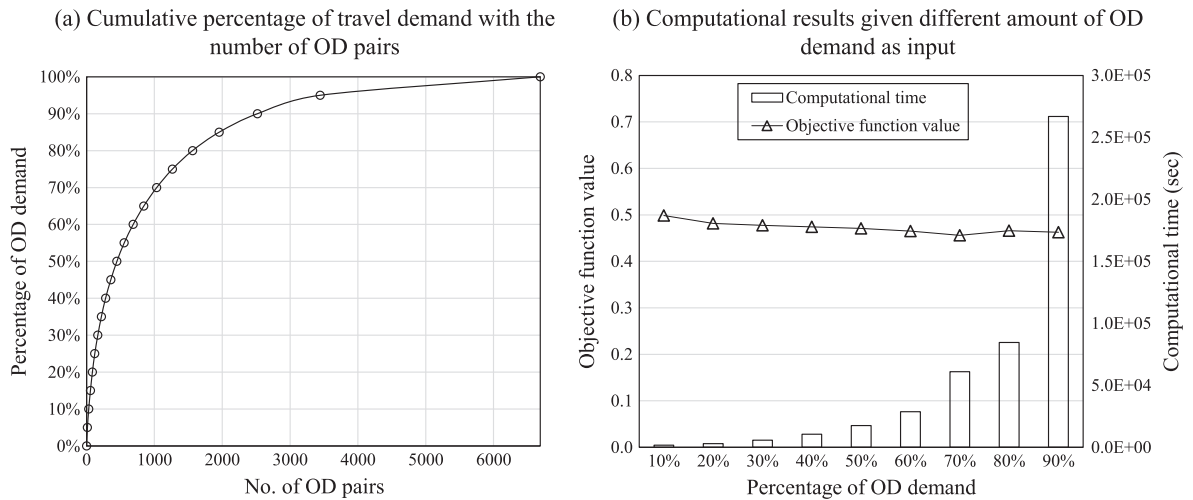 (a) Cumulative percentage of travel demand with the
number of OD pairs
100%
90%
80%
70%
60%
50%
40%
30%
20%
10%
0%
Percentage of OD demand
0 1000 2000 3000 4000 5000 6000
No. of OD pairs
(b) Computational results given different amount of OD
demand as input
0.8
0.7
0.6
0.5
0.4
0.3
0.2
0.1
0.0
Objective function value
Computational time
Objective function value
3.0E+05
2.5E+05
2.0E+05
1.5E+05
1.0E+05
5.0E+04
0.0E+00
Computational time (sec)
10% 20% 30% 40% 50% 60% 70% 80% 90%
Percentage of OD demand